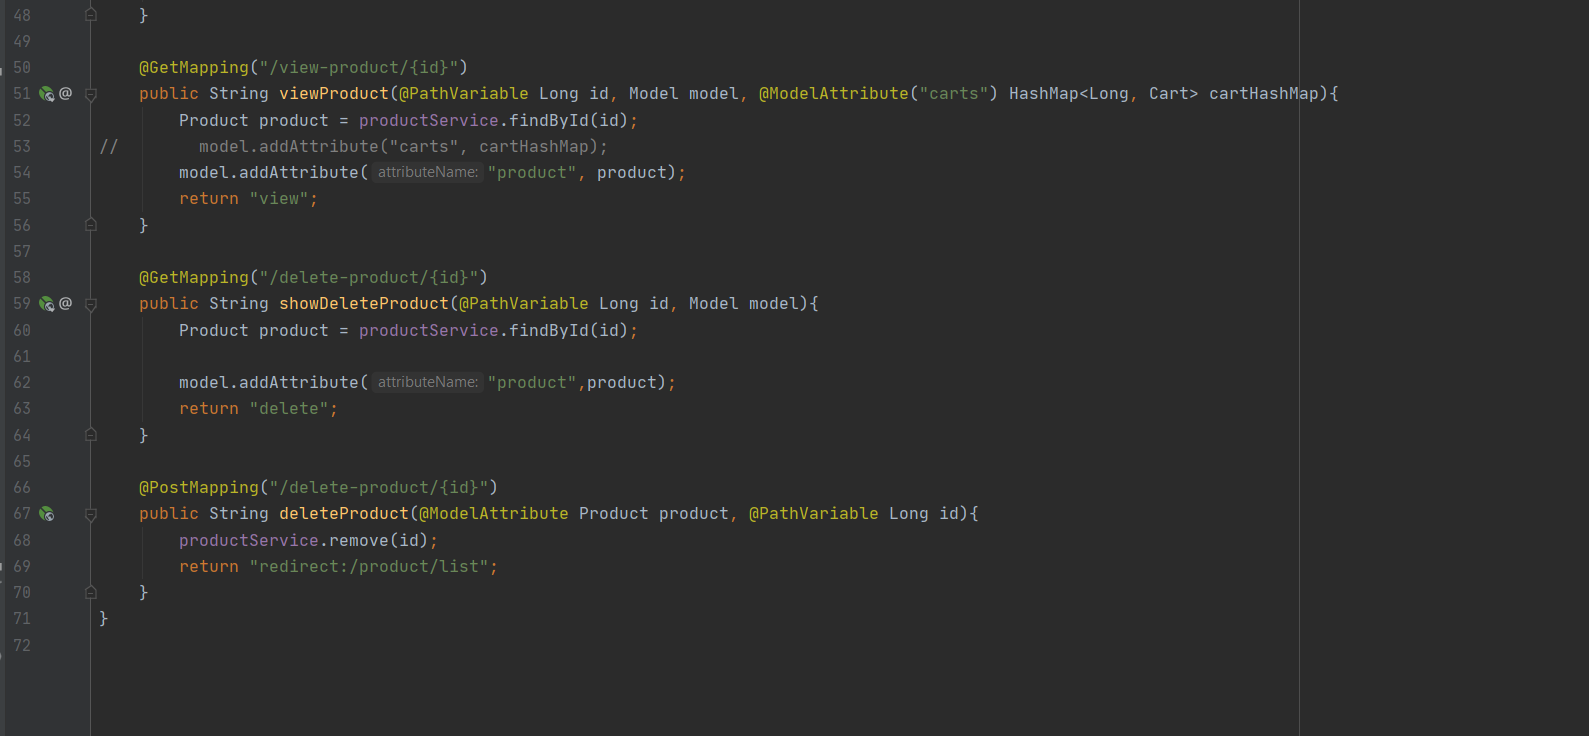 48 }
49
50 @GetMapping("/view-product/{id}")
51 @ public String viewProduct(@PathVariable Long id, Model model, @ModelAttribute("carts") HashMap<Long, Cart> cartHashMap){
52 Product product = productService.findById(id);
53 // model.addAttribute("carts", cartHashMap);
54 model.addAttribute( attributeName: "product", product);
55 return "view";
56 }
57
58 @GetMapping("/delete-product/{id}")
59 @ public String showDeleteProduct(@PathVariable Long id, Model model){
60 Product product = productService.findById(id);
61
62 model.addAttribute( attributeName: "product",product);
63 return "delete";
64 }
65
66 @PostMapping("/delete-product/{id}")
67 public String deleteProduct(@ModelAttribute Product product, @PathVariable Long id){
68 productService.remove(id);
69 return "redirect:/product/list";
70 }
71 }
72